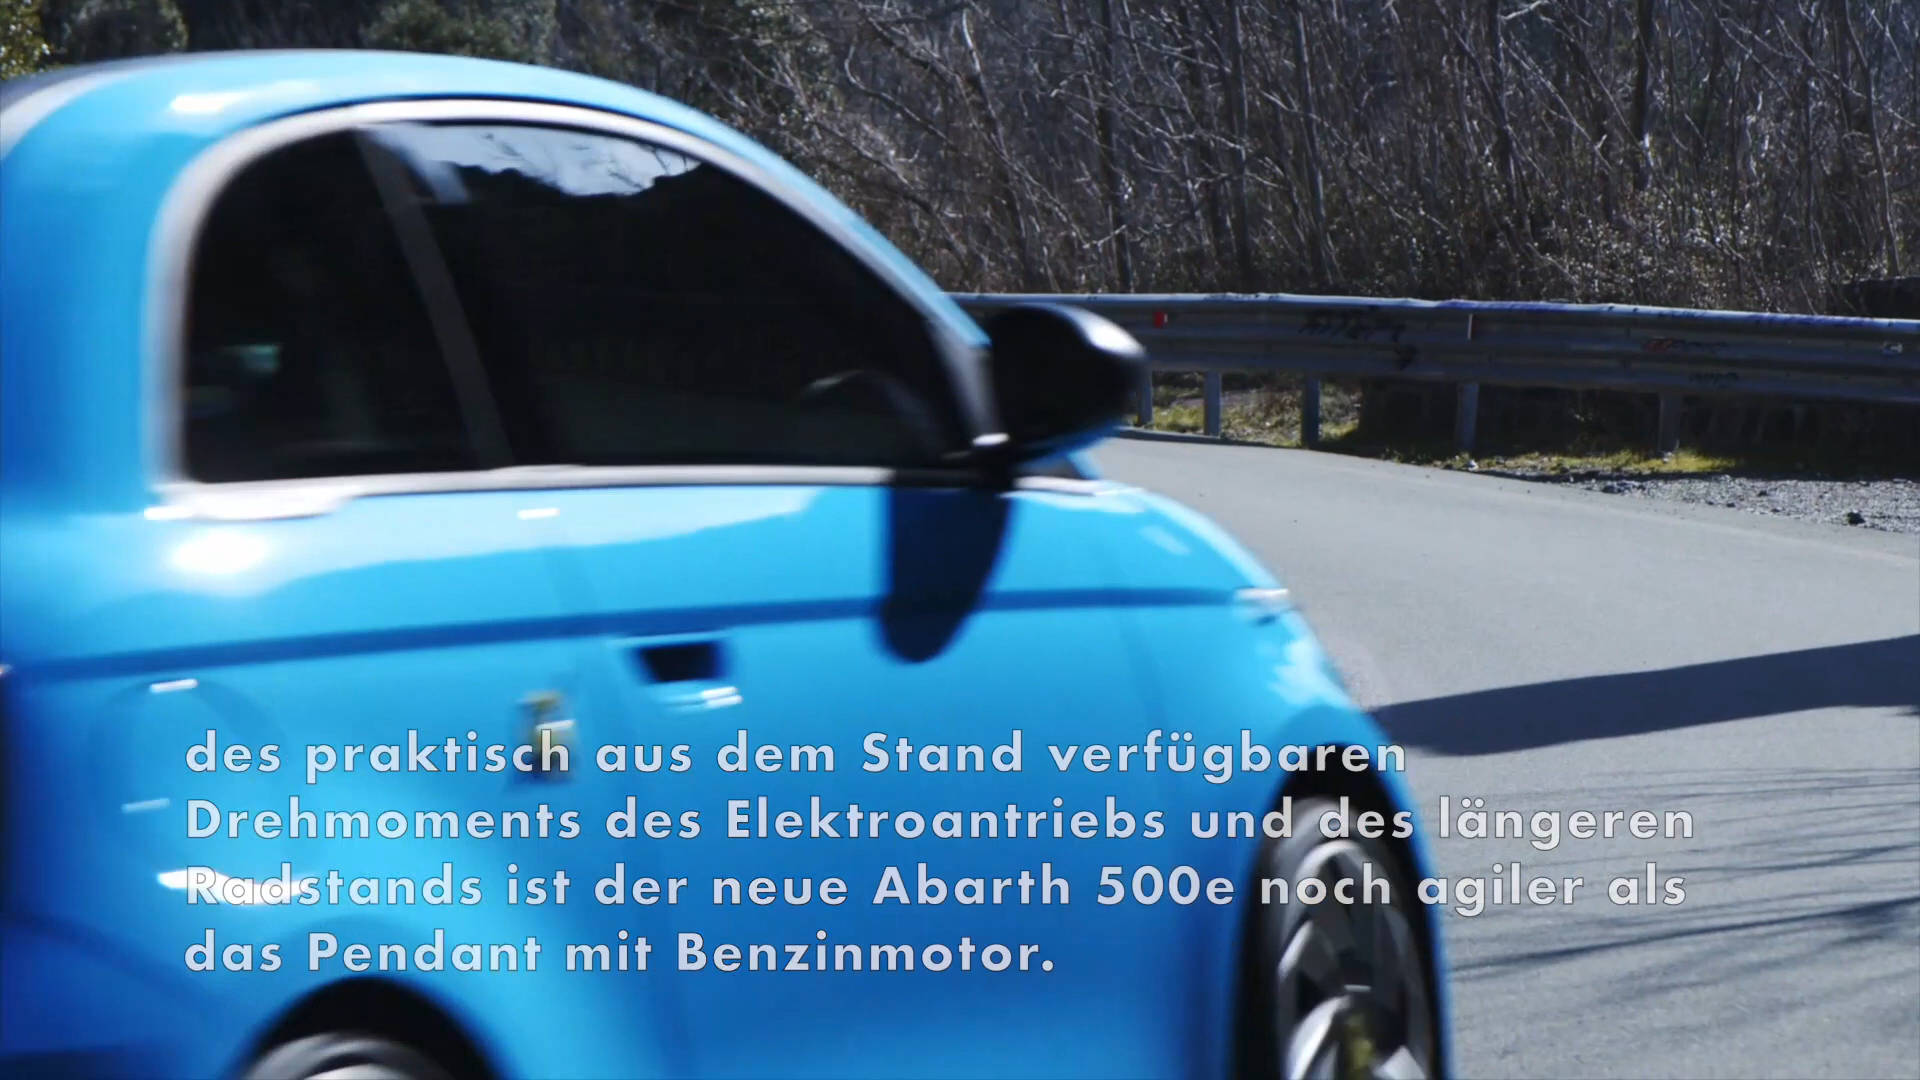 des praktisch aus dem Stand verfügbaren
Drehmoments des Elektroantriebs und des längeren
Radstands ist der neue Abarth 500e noch agiler als
das Pendant mit Benzinmotor.